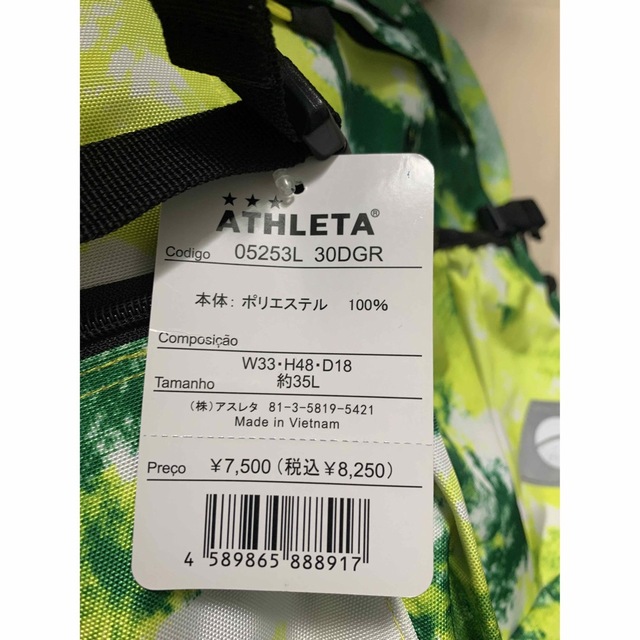 ATHLETA®
Codigo 05253L 30DGR
本体: ポリエステル 100%
Composição
W33・H48・D18
Tamanho 約35L
(株) アスレタ 81-3-5819-5421
Made in Vietnam
Preço ¥7,500 (税込¥8,250)
4 589865 888917